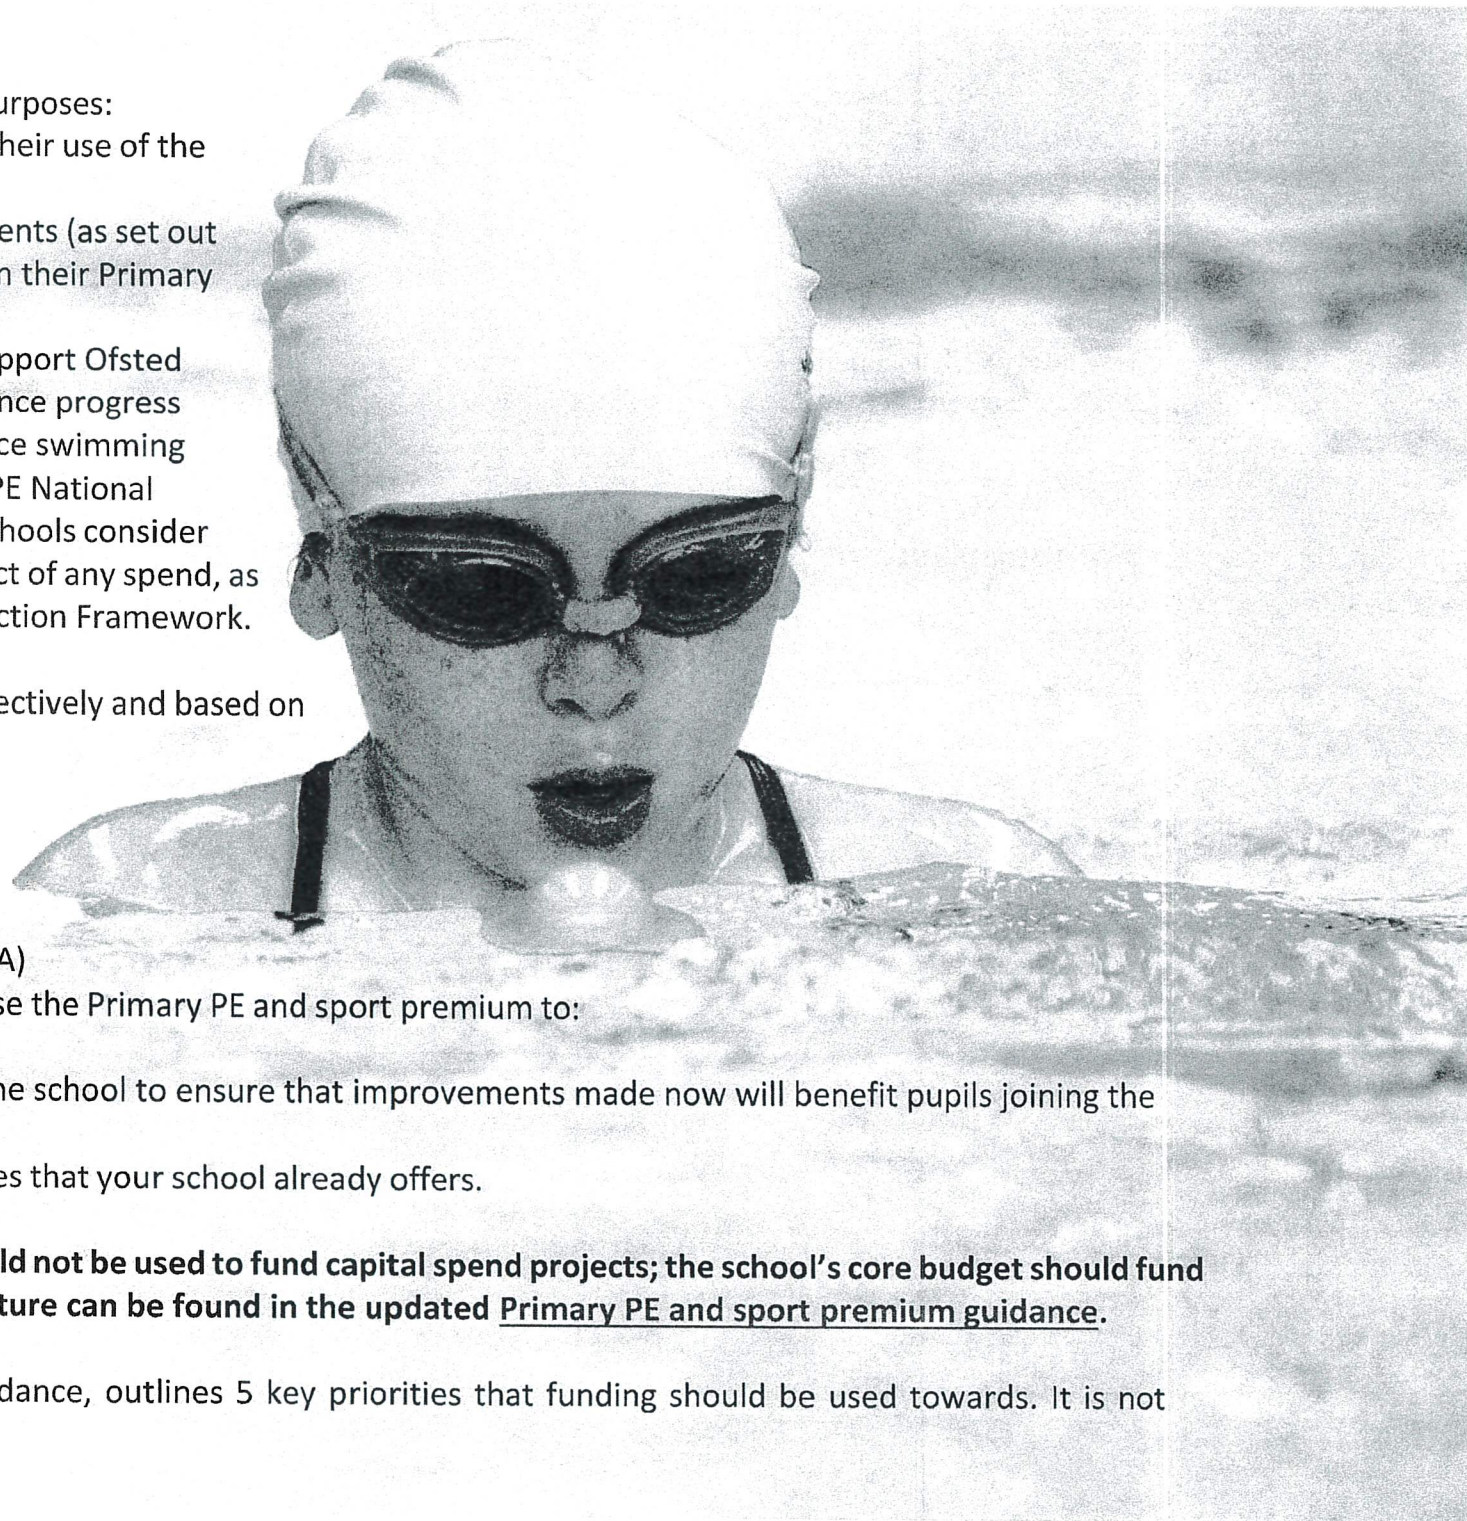 urposes:
heir use of the
ents (as set out
n their Primary
pport Ofsted
nce progress
ce swimming
PE National
hools consider
ct of any spend, as
ction Framework.
ectively and based on
A)
se the Primary PE and sport premium to:
he school to ensure that improvements made now will benefit pupils joining the
es that your school already offers.
ld not be used to fund capital spend projects; the school’s core budget should fund
ture can be found in the updated Primary PE and sport premium guidance.
dance, outlines 5 key priorities that funding should be used towards. It is not